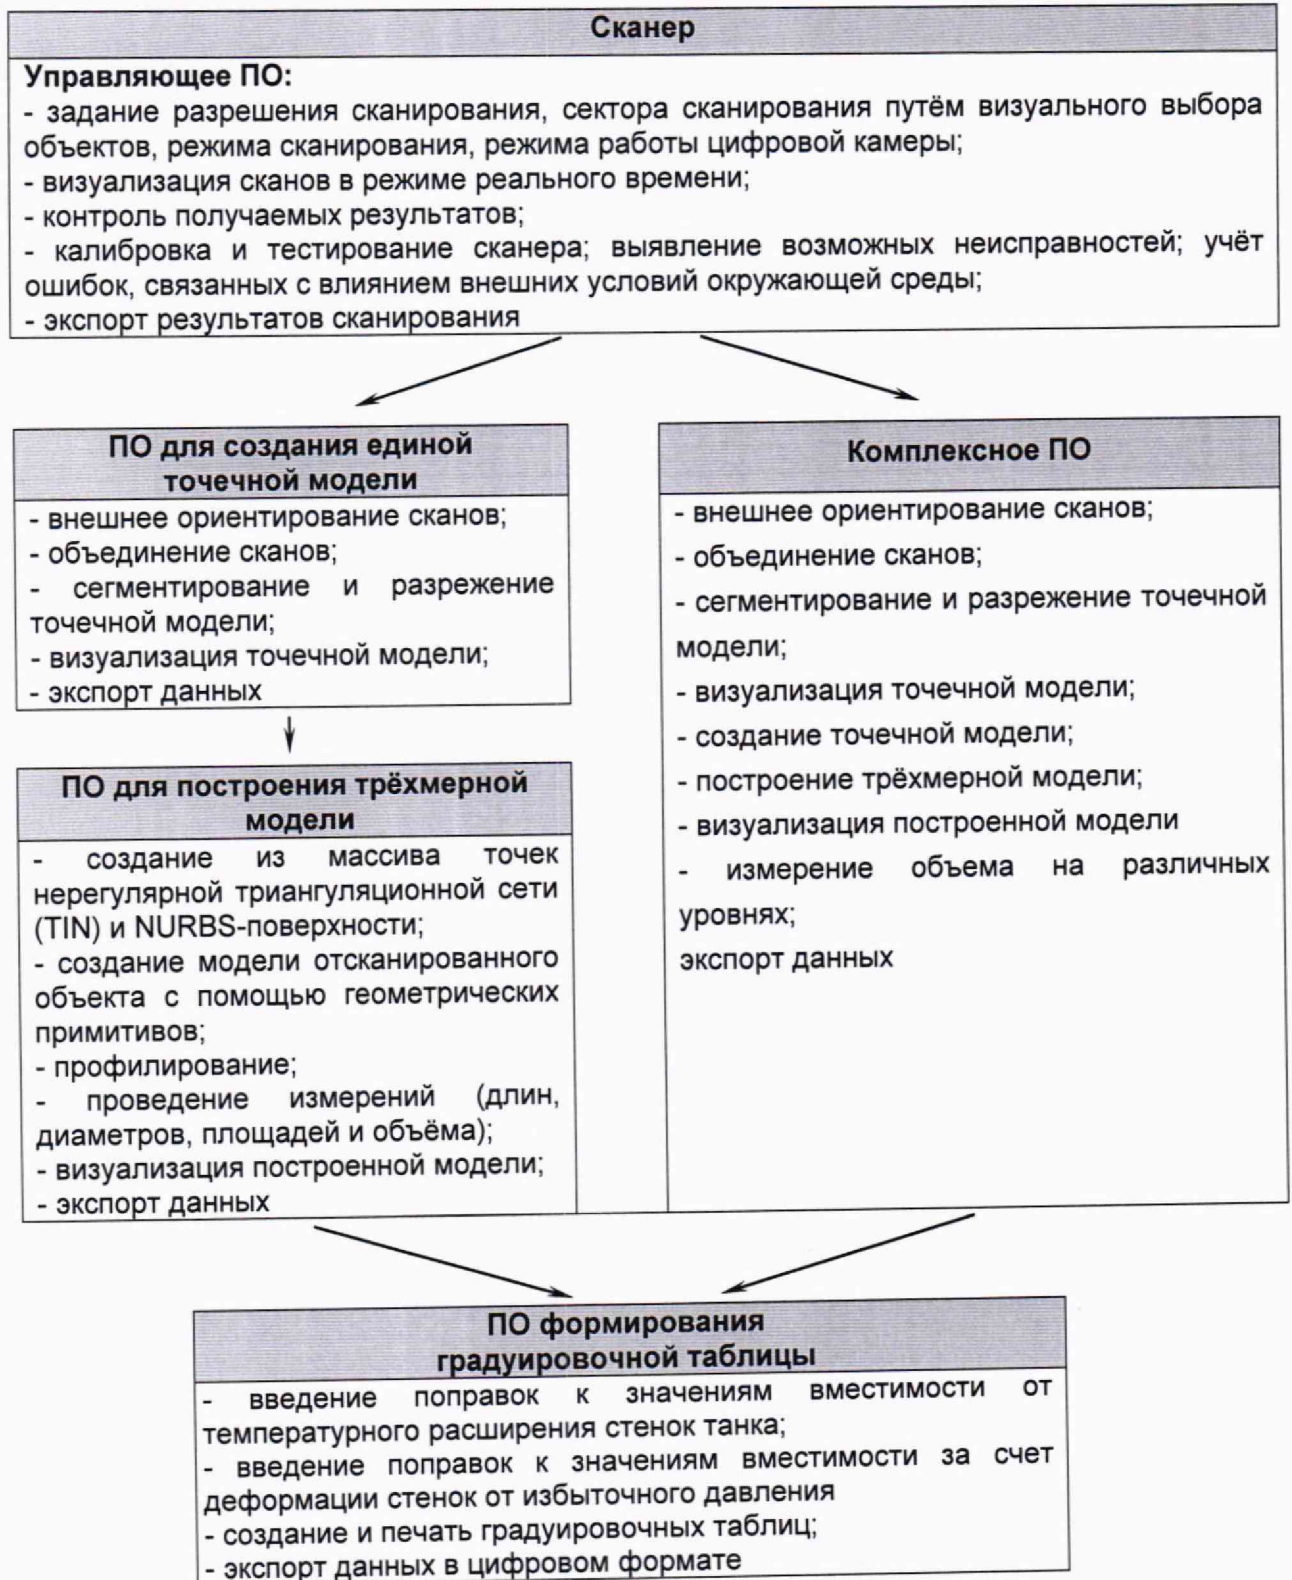 Сканер
Управляющее ПО:
- задание разрешения сканирования, сектора сканирования путём визуального выбора
объектов, режима сканирования, режима работы цифровой камеры;
- визуализация сканов в режиме реального времени;
- контроль получаемых результатов;
- калибровка и тестирование сканера; выявление возможных неисправностей; учёт
ошибок, связанных с влиянием внешних условий окружающей среды;
- экспорт результатов сканирования
ПО для создания единой
точечной модели
- внешнее ориентирование сканов;
- объединение сканов;
- сегментирование и разрежение
точечной модели;
- визуализация точечной модели;
- экспорт данных
ПО для построения трёхмерной
модели
- создание из массива точек
нерегулярной триангуляционной сети
(TIN) и NURBS-поверхности;
- создание модели отсканированного
объекта с помощью геометрических
примитивов;
- профилирование;
- проведение измерений (длин,
диаметров, площадей и объёма);
- визуализация построенной модели;
- экспорт данных
Комплексное ПО
- внешнее ориентирование сканов;
- объединение сканов;
- сегментирование и разрежение точечной
модели;
- визуализация точечной модели;
- создание точечной модели;
- построение трёхмерной модели;
- визуализация построенной модели
- измерение объема на различных
уровнях;
экспорт данных
ПО формирования
градуировочной таблицы
- введение поправок к значениям вместимости от
температурного расширения стенок танка;
- введение поправок к значениям вместимости за счет
деформации стенок от избыточного давления
- создание и печать градуировочных таблиц;
- экспорт данных в цифровом формате